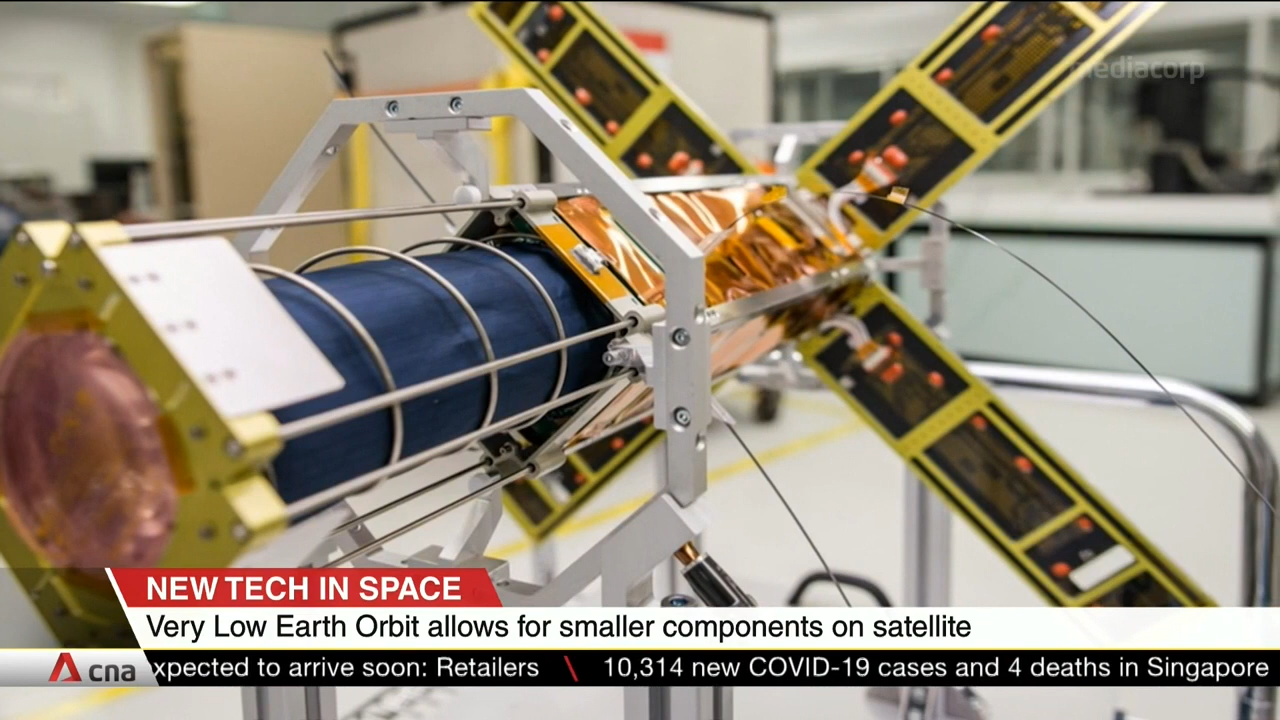 mediacorp
NEW TECH IN SPACE
Very Low Earth Orbit allows for smaller components on satellite
cna
xpected to arrive soon: Retailers \ 10,314 new COVID-19 cases and 4 deaths in Singapore